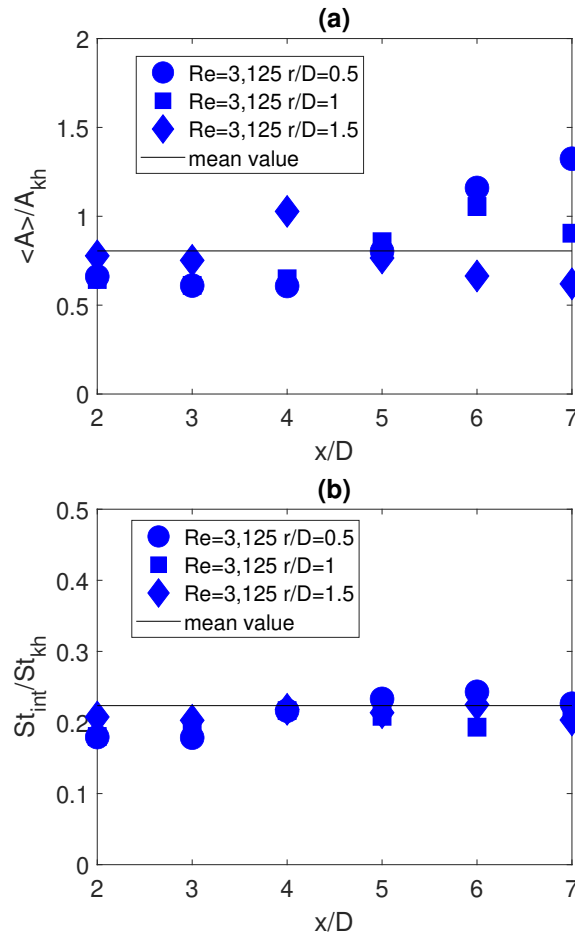 (a)
2
1.5
1
0.5
0
<A>/A_kh
Re=3,125 r/D=0.5
Re=3,125 r/D=1
Re=3,125 r/D=1.5
mean value
2 3 4 5 6 7
x/D
(b)
0.5
0.4
0.3
0.2
0.1
0
St_int/St_kh
Re=3,125 r/D=0.5
Re=3,125 r/D=1
Re=3,125 r/D=1.5
mean value
2 3 4 5 6 7
x/D